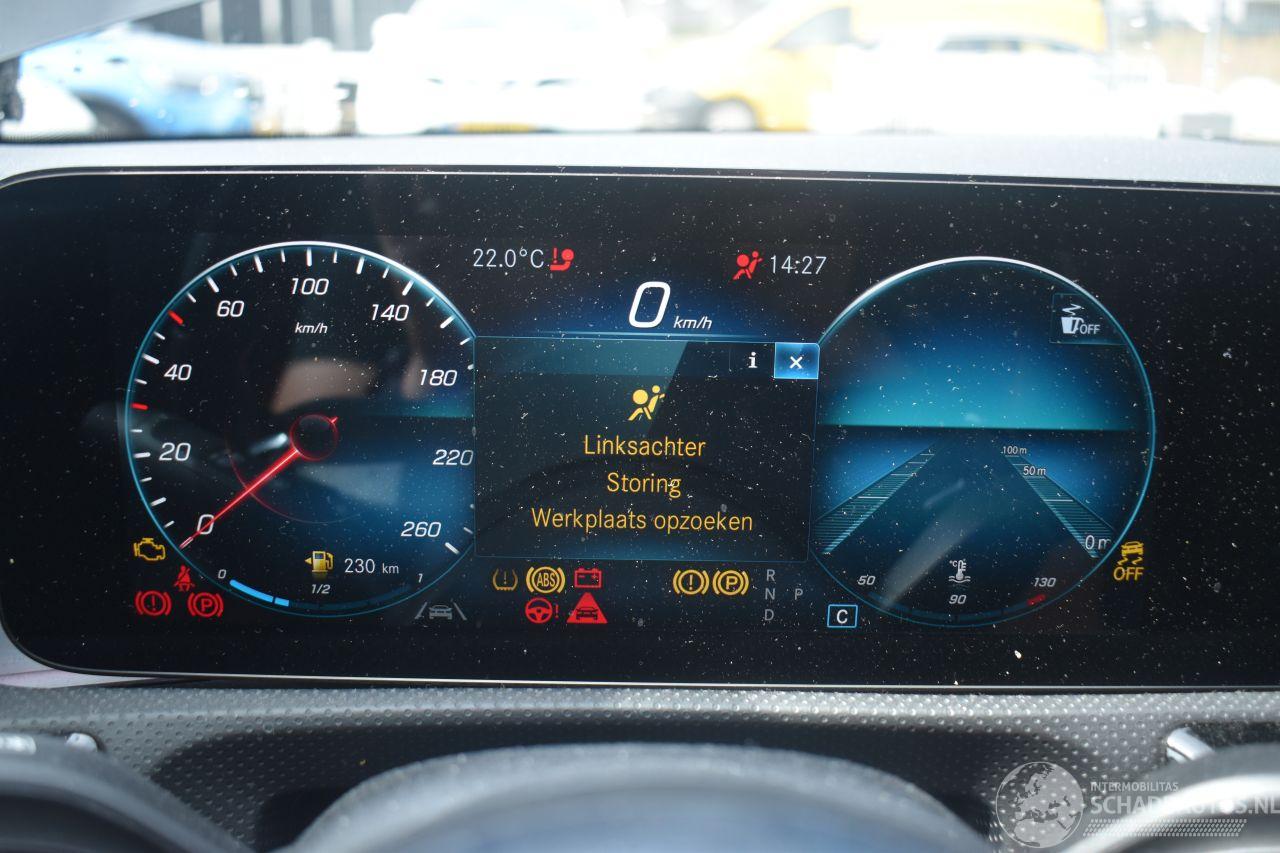 22.0°C
14:27
0
km/h
i
Linksachter
Storing
Werkplaats opzoeken
0
20
40
60
100
140
180
220
260
km/h
230 km
0
1/2
1
ABS
R
N
D
P
C
OFF
100 m
50 m
0 m
°C
50
90
130
OFF
INTERMOBILITAS
SCHADEAUTOS.NL